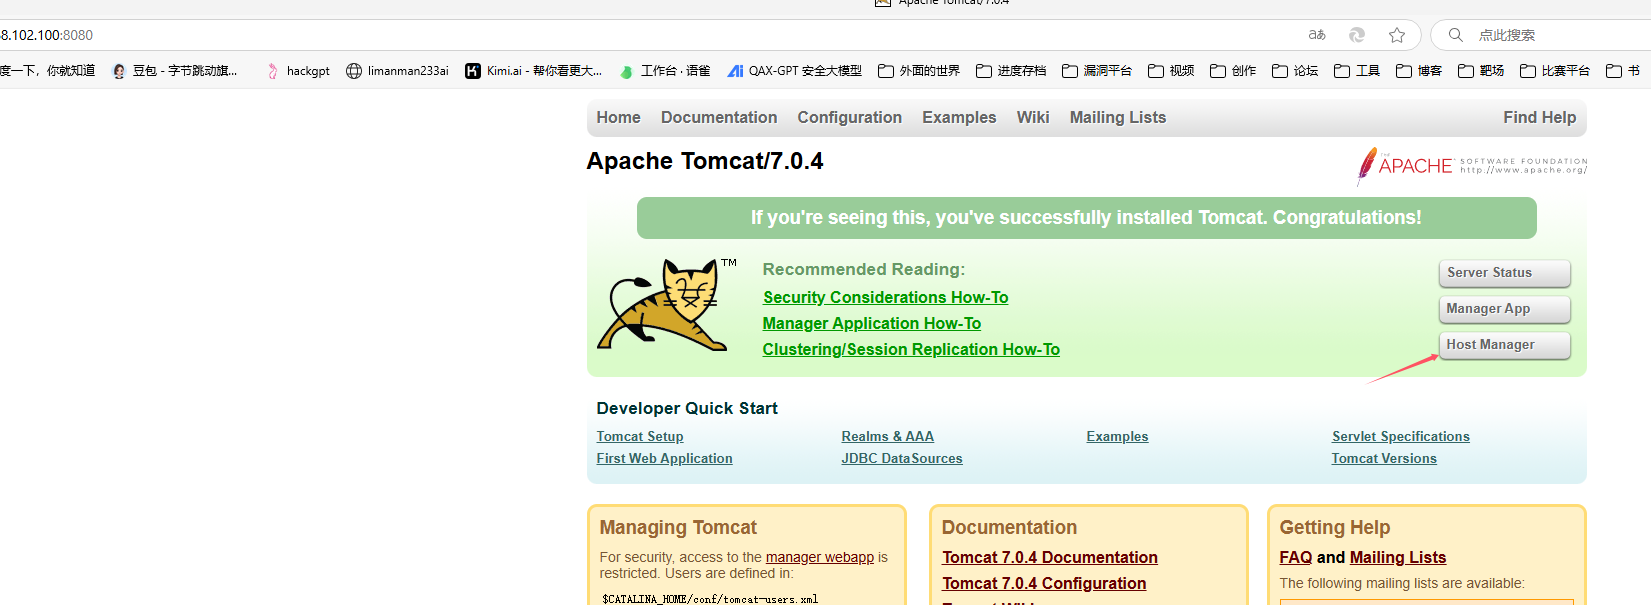 Apache Tomcat/7.0.4
8.102.100:8080
aあ
点此搜索
度一下，你就知道 豆包 - 字节跳动旗... hackgpt limanman233ai Kimi.ai - 帮你看更大... 工作台 · 语雀 QAX-GPT 安全大模型 外面的世界 进度存档 漏洞平台 视频 创作 论坛 工具 博客 靶场 比赛平台 书
Home Documentation Configuration Examples Wiki Mailing Lists Find Help
Apache Tomcat/7.0.4
THE APACHE SOFTWARE FOUNDATION
http://www.apache.org/
If you're seeing this, you've successfully installed Tomcat. Congratulations!
TM
Recommended Reading:
Security Considerations How-To
Manager Application How-To
Clustering/Session Replication How-To
Server Status
Manager App
Host Manager
Developer Quick Start
Tomcat Setup
First Web Application
Realms & AAA
JDBC DataSources
Examples
Servlet Specifications
Tomcat Versions
Managing Tomcat
For security, access to the manager webapp is
restricted. Users are defined in:
$CATALINA_HOME/conf/tomcat-users.xml
Documentation
Tomcat 7.0.4 Documentation
Tomcat 7.0.4 Configuration
Tomcat Wiki
Getting Help
FAQ and Mailing Lists
The following mailing lists are available: